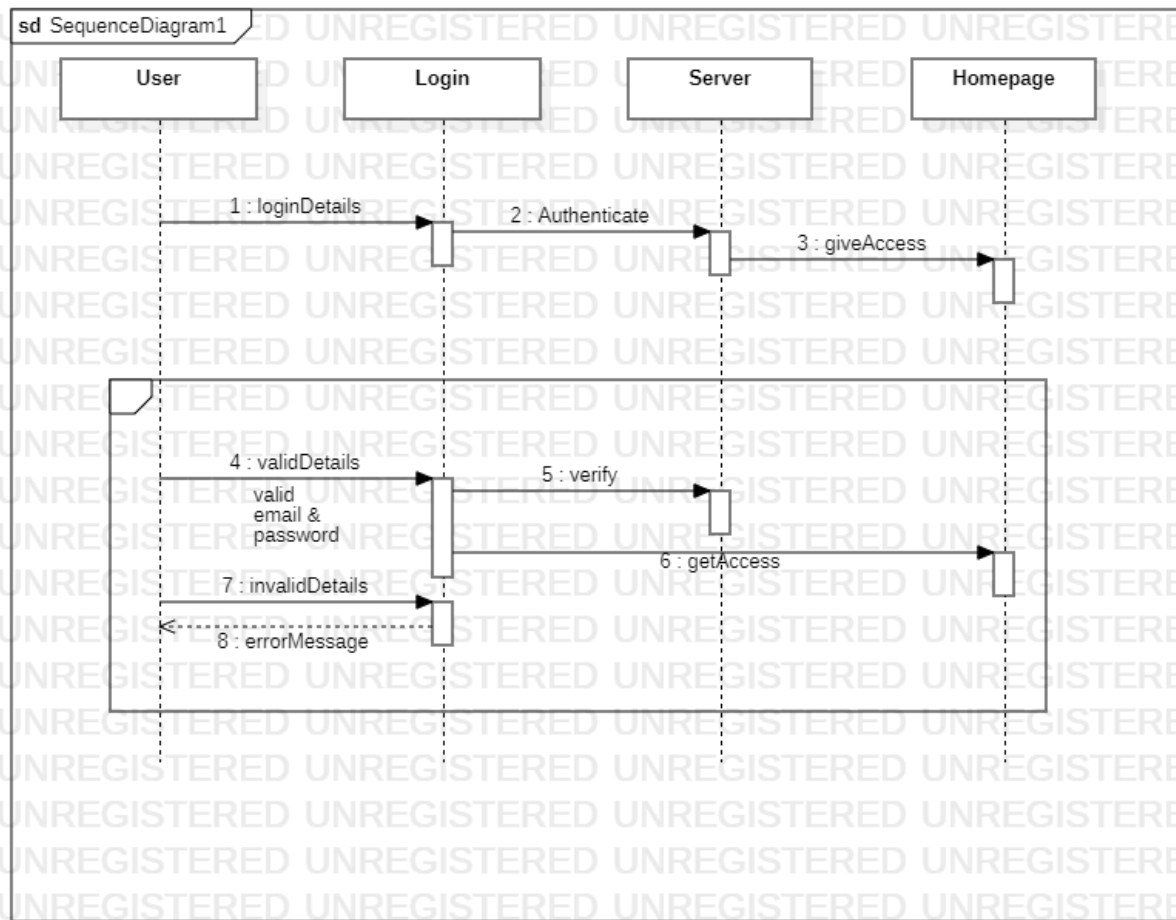 sd SequenceDiagram1
User
Login
Server
Homepage
1 : loginDetails
2 : Authenticate
3 : giveAccess
4 : validDetails
5 : verify
valid
email &
password
6 : getAccess
7 : invalidDetails
8 : errorMessage
UNREGISTERED